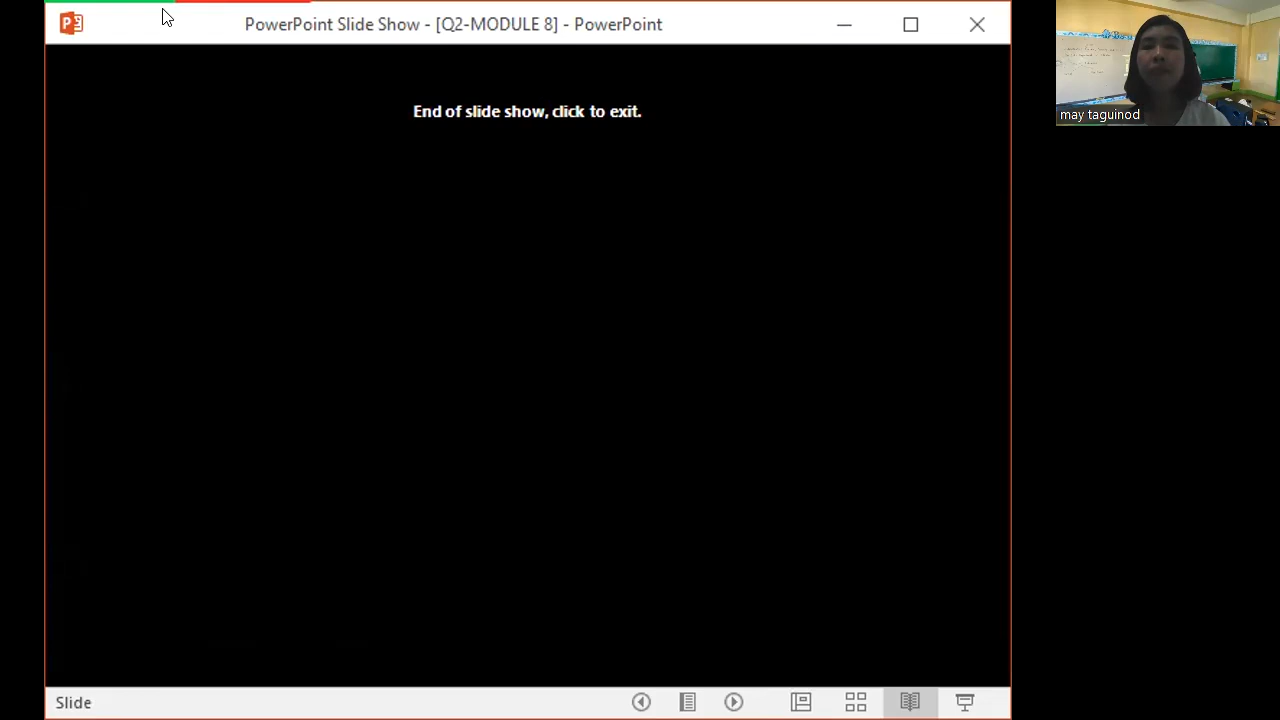 PowerPoint Slide Show - [Q2-MODULE 8] - PowerPoint
End of slide show, click to exit.
may taguinod
Slide